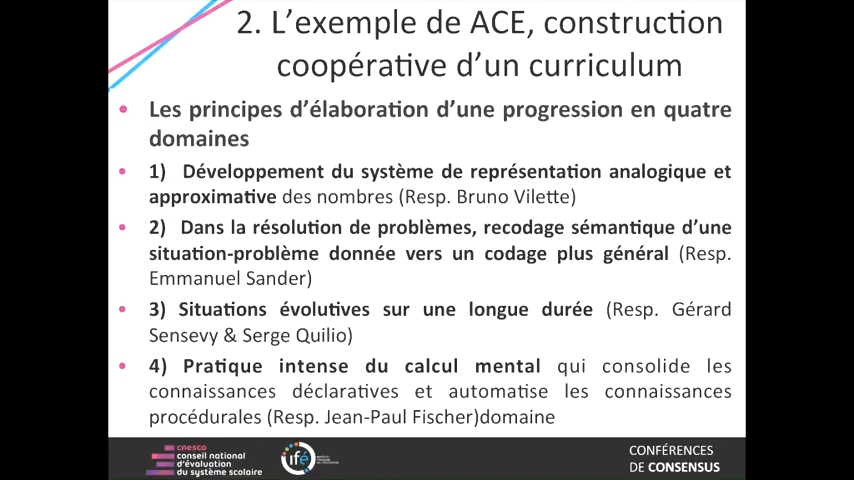 2. L’exemple de ACE, construction
coopérative d’un curriculum
• Les principes d’élaboration d’une progression en quatre
domaines
• 1) Développement du système de représentation analogique et
approximative des nombres (Resp. Bruno Vilette)
• 2) Dans la résolution de problèmes, recodage sémantique d’une
situation-problème donnée vers un codage plus général (Resp.
Emmanuel Sander)
• 3) Situations évolutives sur une longue durée (Resp. Gérard
Sensevy & Serge Quilio)
• 4) Pratique intense du calcul mental qui consolide les
connaissances déclaratives et automatise les connaissances
procédurales (Resp. Jean-Paul Fischer)domaine
cnesco
conseil national
d’évaluation
du système scolaire
ifé
CONFÉRENCES
DE CONSENSUS